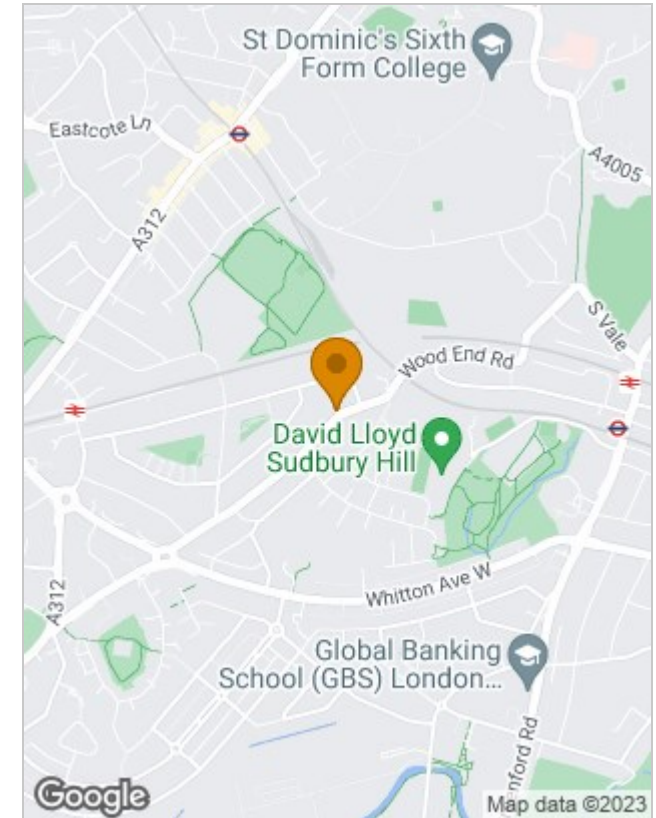 St Dominic's Sixth
Form College
Eastcote Ln
A4005
A312
S Vale
Wood End Rd
David Lloyd
Sudbury Hill
Whitton Ave W
A312
Global Banking
School (GBS) London...
enford Rd
Google
Map data ©2023